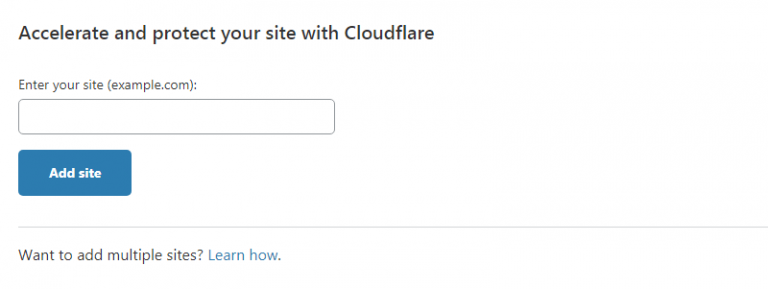 Accelerate and protect your site with Cloudflare
Enter your site (example.com):
Add site
Want to add multiple sites? Learn how.